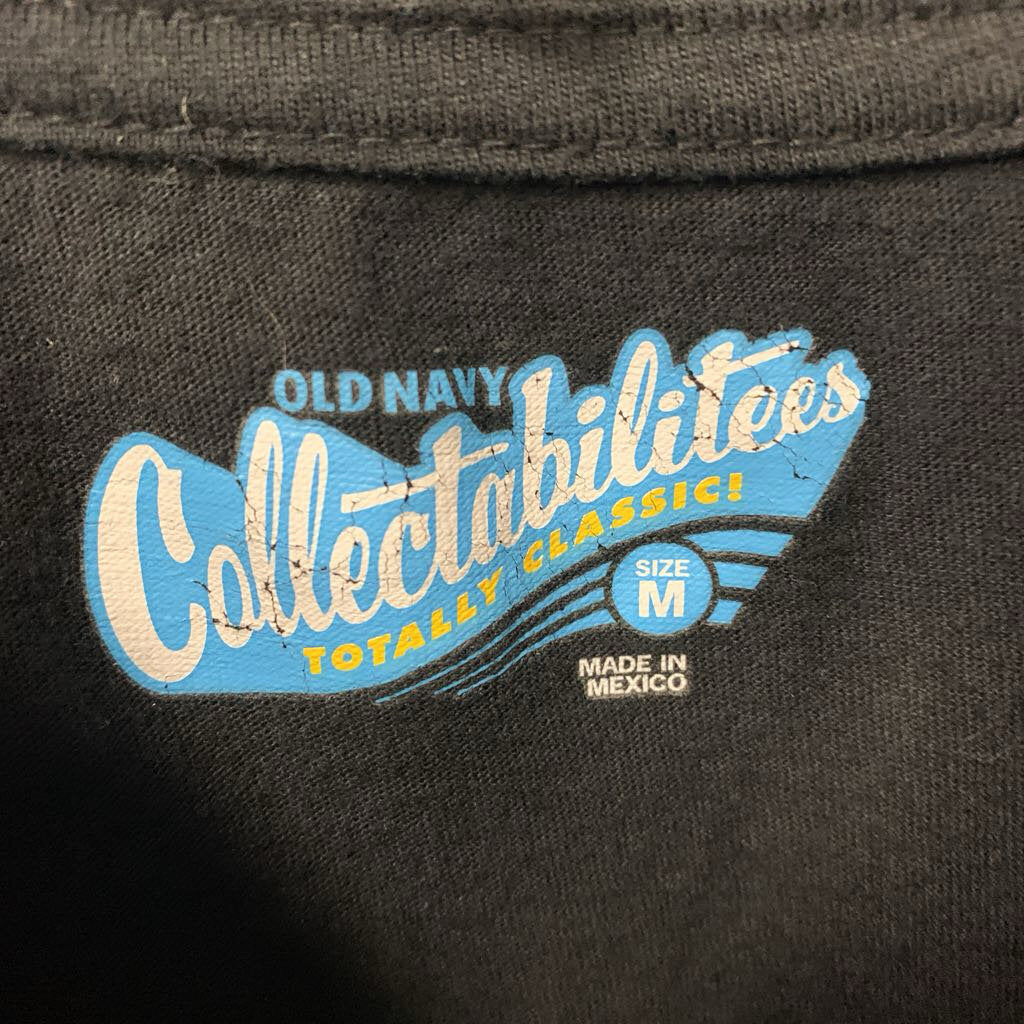 OLD NAVY
Collectabilitees
TOTALLY CLASSIC!
SIZE
M
MADE IN
MEXICO